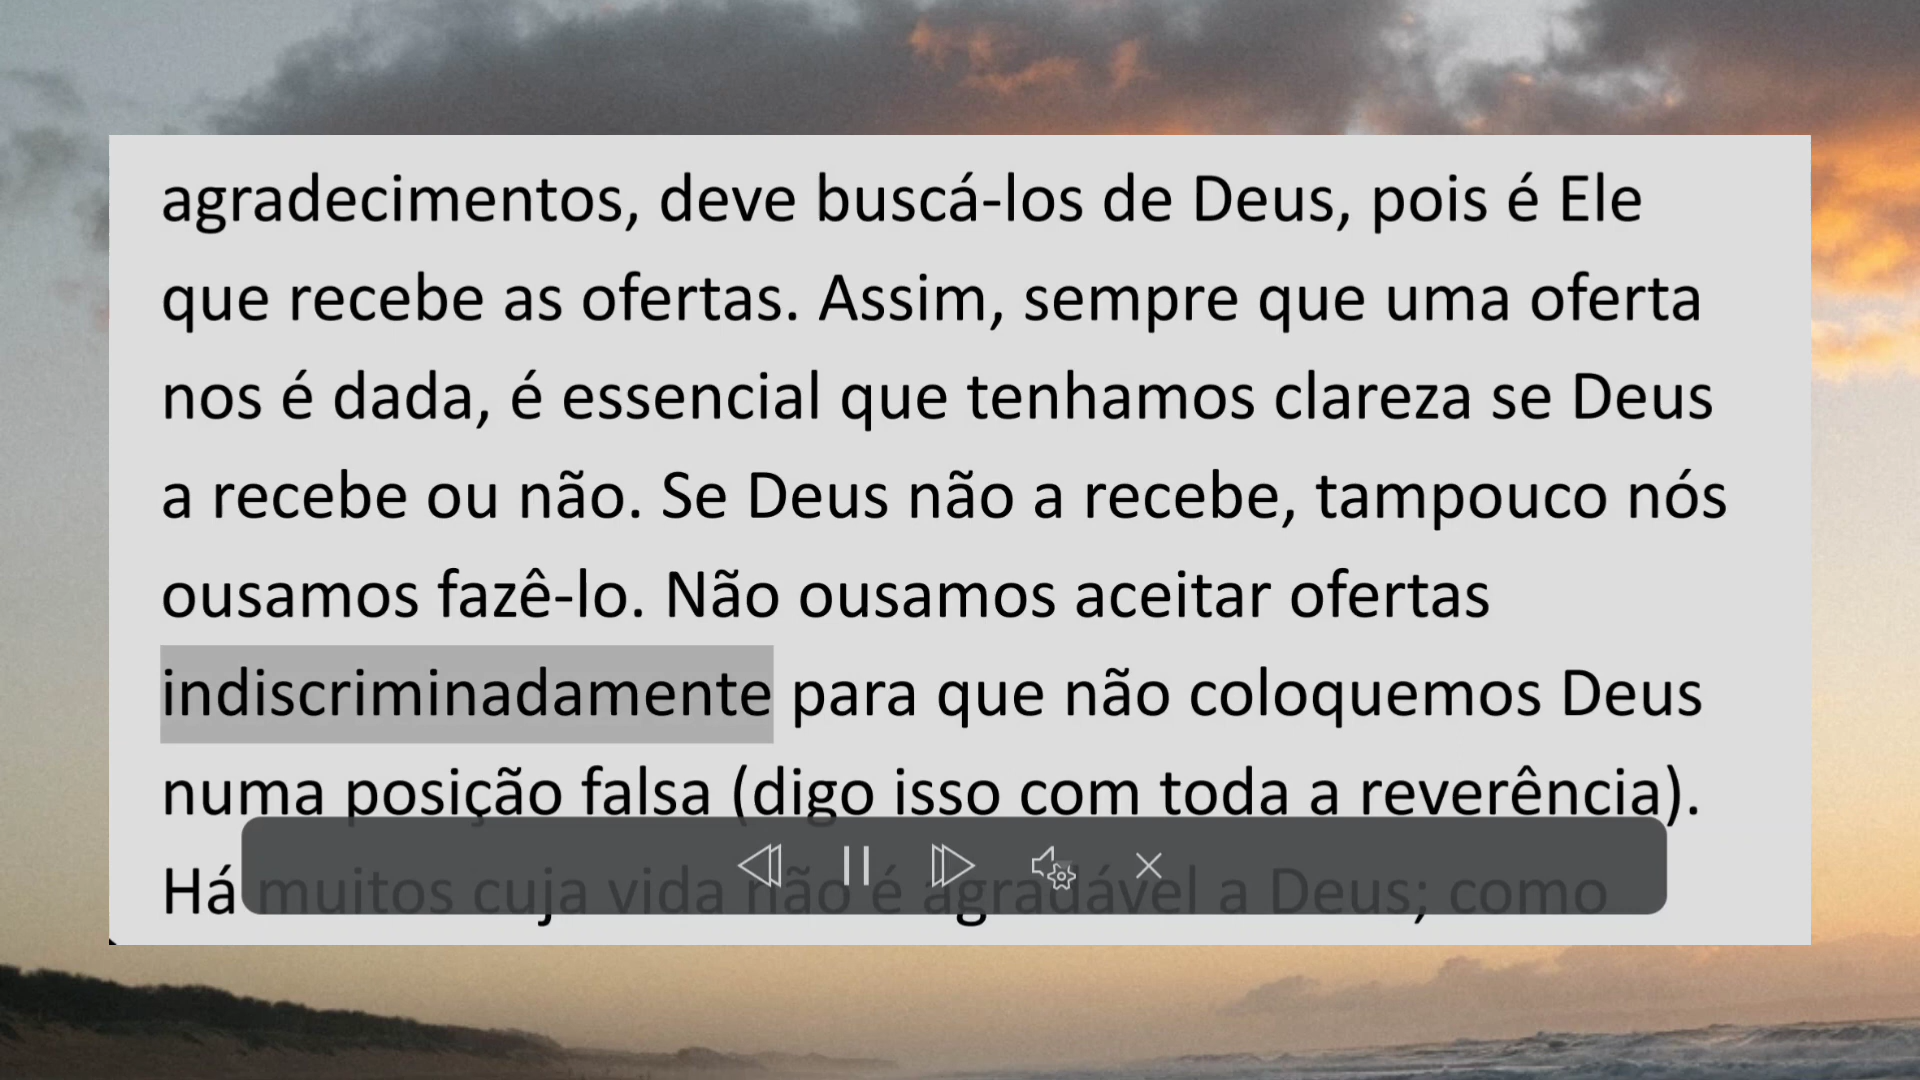 agradecimentos, deve buscá-los de Deus, pois é Ele
que recebe as ofertas. Assim, sempre que uma oferta
nos é dada, é essencial que tenhamos clareza se Deus
a recebe ou não. Se Deus não a recebe, tampouco nós
ousamos fazê-lo. Não ousamos aceitar ofertas
indiscriminadamente para que não coloquemos Deus
numa posição falsa (digo isso com toda a reverência).
Há muitos cuja vida não é agradável a Deus; como